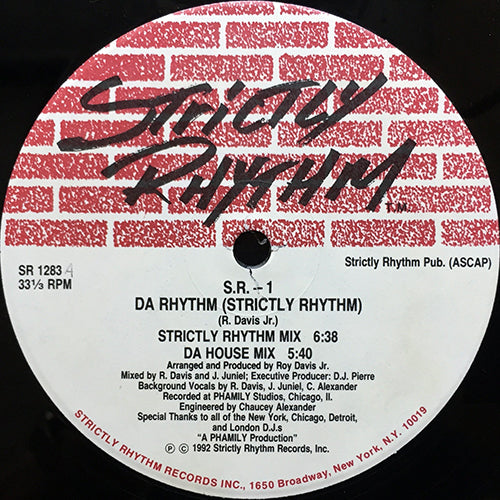 STRICTLY
RHYTHM
T.M.
SR 1283 A
33⅓ RPM
Strictly Rhythm Pub. (ASCAP)
S.R. – 1
DA RHYTHM (STRICTLY RHYTHM)
(R. Davis Jr.)
STRICTLY RHYTHM MIX 6:38
DA HOUSE MIX 5:40
Arranged and Produced by Roy Davis Jr.
Mixed by R. Davis and J. Juniel; Executive Producer: D.J. Pierre
Background Vocals by R. Davis, J. Juniel, C. Alexander
Recorded at PHAMILY Studios, Chicago, Il.
Engineered by Chaucey Alexander
Special Thanks to all of the New York, Chicago, Detroit,
and London D.J.s
"A PHAMILY Production"
Ⓟ © 1992 Strictly Rhythm Records, Inc.
STRICTLY RHYTHM RECORDS INC., 1650 Broadway, New York, N.Y. 10019